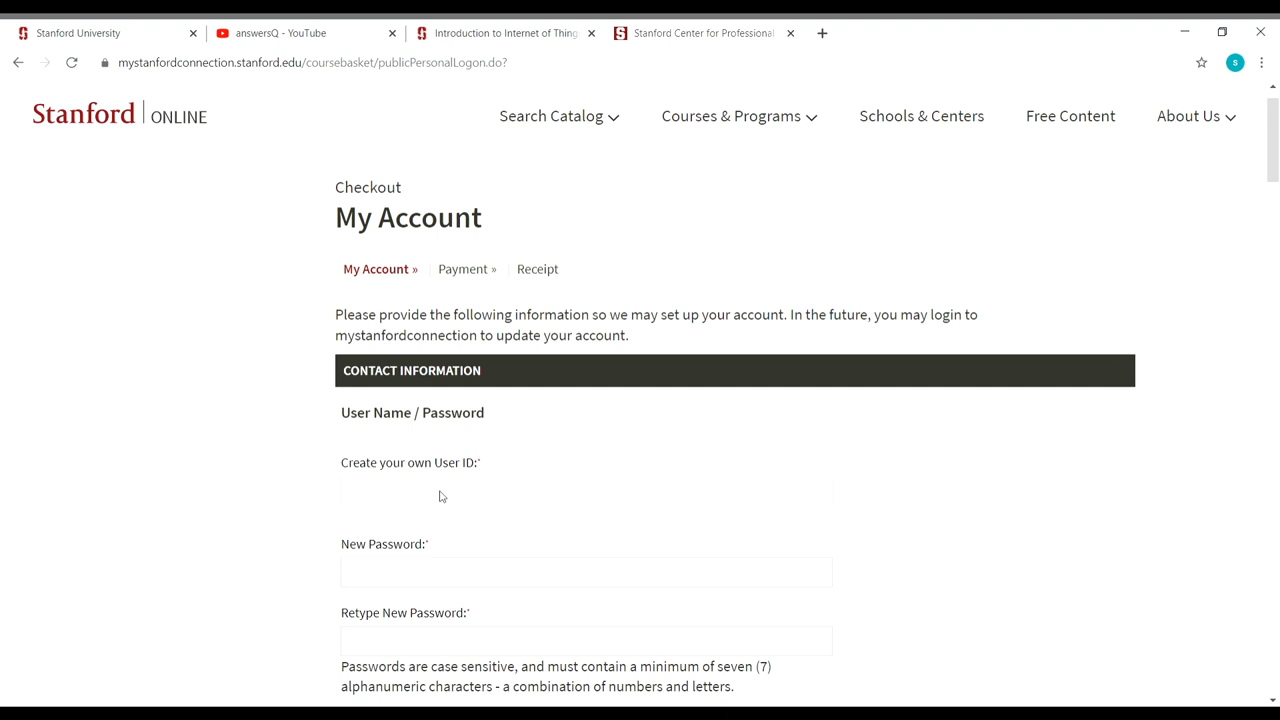 Stanford University
answersQ - YouTube
Introduction to Internet of Thing
Stanford Center for Professional
mystanfordconnection.stanford.edu/coursebasket/publicPersonalLogon.do?
S
Stanford | ONLINE
Search Catalog
Courses & Programs
Schools & Centers
Free Content
About Us
Checkout
My Account
My Account »
Payment »
Receipt
Please provide the following information so we may set up your account. In the future, you may login to
mystanfordconnection to update your account.
CONTACT INFORMATION
User Name / Password
Create your own User ID:*
New Password:*
Retype New Password:*
Passwords are case sensitive, and must contain a minimum of seven (7)
alphanumeric characters - a combination of numbers and letters.